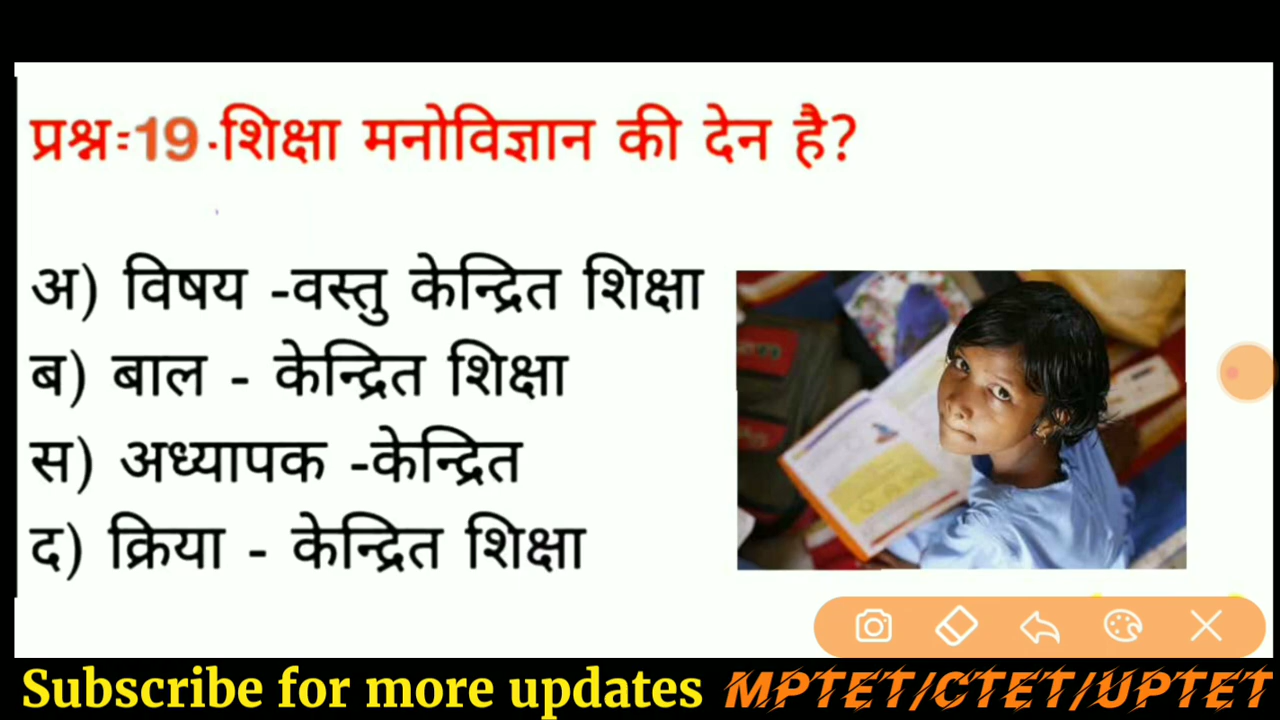 प्रश्नः-19.शिक्षा मनोविज्ञान की देन है?
अ) विषय -वस्तु केन्द्रित शिक्षा
ब) बाल - केन्द्रित शिक्षा
स) अध्यापक -केन्द्रित
द) क्रिया - केन्द्रित शिक्षा
Subscribe for more updates MPTET/CTET/UPTET